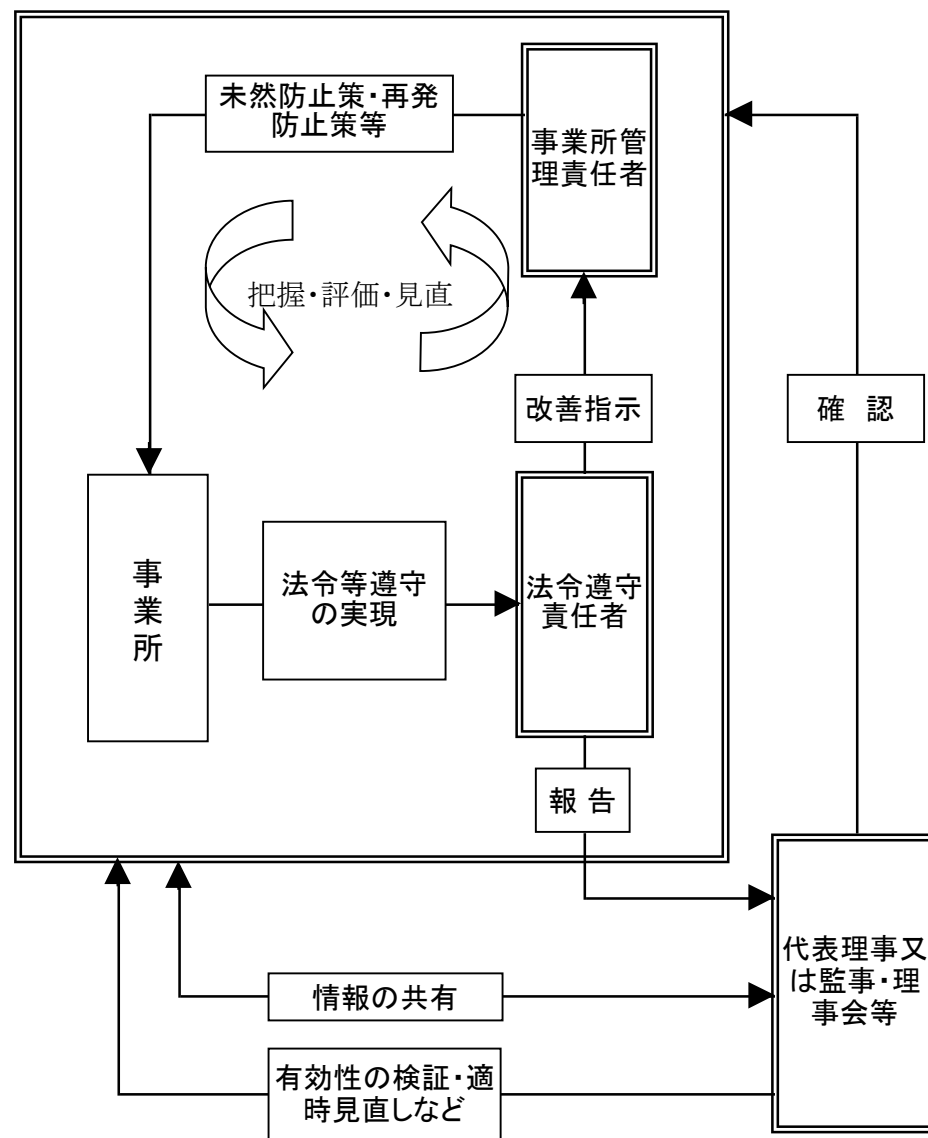 未然防止策・再発
防止策等
事業所管
理責任者
把握・評価・見直
改善指示
確 認
事
業
所
法令等遵守
の実現
法令遵守
責任者
報 告
代表理事又
は監事・理
事会等
情報の共有
有効性の検証・適
時見直しなど